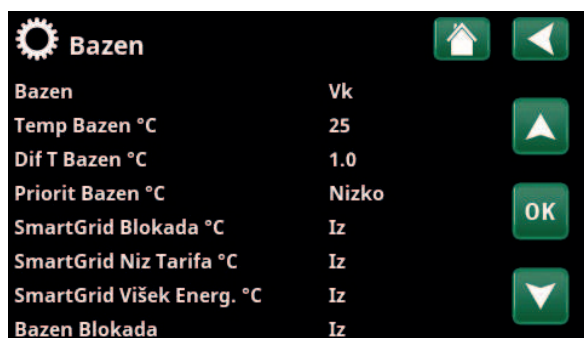 Bazen
Bazen Vk
Temp Bazen °C 25
Dif T Bazen °C 1.0
Priorit Bazen °C Nizko
OK
SmartGrid Blokada °C Iz
SmartGrid Niz Tarifa °C Iz
SmartGrid Višek Energ. °C Iz
Bazen Blokada Iz